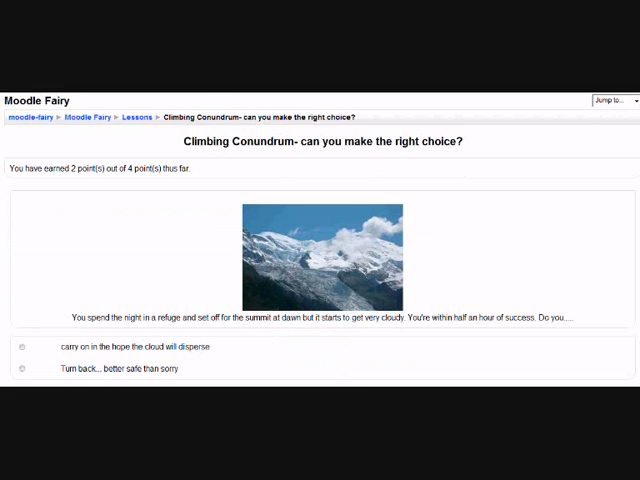 Moodle Fairy
Jump to...
moodle-fairy ► Moodle Fairy ► Lessons ► Climbing Conundrum- can you make the right choice?
Climbing Conundrum- can you make the right choice?
You have earned 2 point(s) out of 4 point(s) thus far.
You spend the night in a refuge and set off for the summit at dawn but it starts to get very cloudy. You're within half an hour of success. Do you.....
carry on in the hope the cloud will disperse
Turn back... better safe than sorry